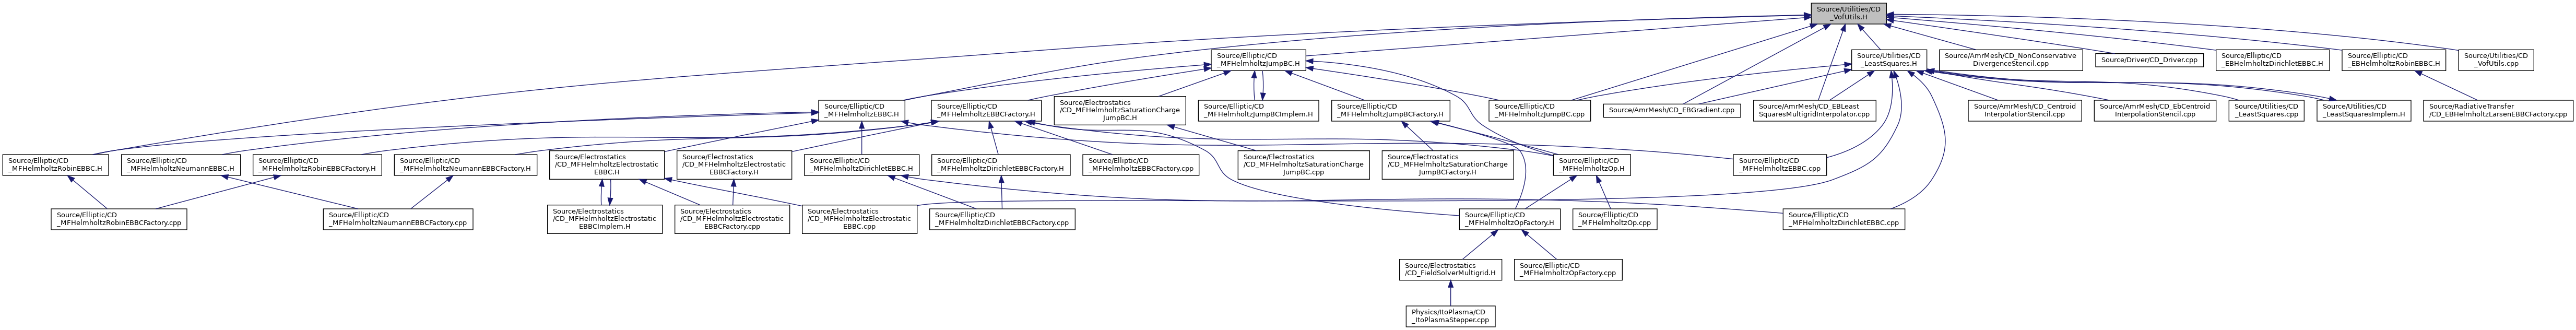 Source/Utilities/CD
_VofUtils.H
Source/Elliptic/CD
_MFHelmholtzJumpBC.H
Source/Utilities/CD
_LeastSquares.H
Source/AmrMesh/CD_NonConservative
DivergenceStencil.cpp
Source/Driver/CD_Driver.cpp
Source/Elliptic/CD
_EBHelmholtzDirichletEBBC.H
Source/Elliptic/CD
_EBHelmholtzRobinEBBC.H
Source/Utilities/CD
_VofUtils.cpp
Source/Elliptic/CD
_MFHelmholtzEBBC.H
Source/Elliptic/CD
_MFHelmholtzEBBCFactory.H
Source/Electrostatics
/CD_MFHelmholtzSaturationCharge
JumpBC.H
Source/Elliptic/CD
_MFHelmholtzJumpBCImplem.H
Source/Elliptic/CD
_MFHelmholtzJumpBCFactory.H
Source/Elliptic/CD
_MFHelmholtzJumpBC.cpp
Source/AmrMesh/CD_EBGradient.cpp
Source/AmrMesh/CD_EBLeast
SquaresMultigridInterpolator.cpp
Source/AmrMesh/CD_Centroid
InterpolationStencil.cpp
Source/AmrMesh/CD_EbCentroid
InterpolationStencil.cpp
Source/Utilities/CD
_LeastSquares.cpp
Source/Utilities/CD
_LeastSquaresImplem.H
Source/RadiativeTransfer
/CD_EBHelmholtzLarsenEBBCFactory.cpp
Source/Elliptic/CD
_MFHelmholtzRobinEBBC.H
Source/Elliptic/CD
_MFHelmholtzNeumannEBBC.H
Source/Elliptic/CD
_MFHelmholtzRobinEBBCFactory.H
Source/Elliptic/CD
_MFHelmholtzNeumannEBBCFactory.H
Source/Electrostatics
/CD_MFHelmholtzElectrostatic
EBBC.H
Source/Electrostatics
/CD_MFHelmholtzElectrostatic
EBBCFactory.H
Source/Elliptic/CD
_MFHelmholtzDirichletEBBC.H
Source/Elliptic/CD
_MFHelmholtzDirichletEBBCFactory.H
Source/Elliptic/CD
_MFHelmholtzEBBCFactory.cpp
Source/Electrostatics
/CD_MFHelmholtzSaturationCharge
JumpBC.cpp
Source/Electrostatics
/CD_MFHelmholtzSaturationCharge
JumpBCFactory.H
Source/Elliptic/CD
_MFHelmholtzOp.H
Source/Elliptic/CD
_MFHelmholtzEBBC.cpp
Source/Elliptic/CD
_MFHelmholtzRobinEBBCFactory.cpp
Source/Elliptic/CD
_MFHelmholtzNeumannEBBCFactory.cpp
Source/Electrostatics
/CD_MFHelmholtzElectrostatic
EBBCImplem.H
Source/Electrostatics
/CD_MFHelmholtzElectrostatic
EBBCFactory.cpp
Source/Electrostatics
/CD_MFHelmholtzElectrostatic
EBBC.cpp
Source/Elliptic/CD
_MFHelmholtzDirichletEBBCFactory.cpp
Source/Elliptic/CD
_MFHelmholtzOpFactory.H
Source/Elliptic/CD
_MFHelmholtzOp.cpp
Source/Elliptic/CD
_MFHelmholtzDirichletEBBC.cpp
Source/Electrostatics
/CD_FieldSolverMultigrid.H
Source/Elliptic/CD
_MFHelmholtzOpFactory.cpp
Physics/ItoPlasma/CD
_ItoPlasmaStepper.cpp